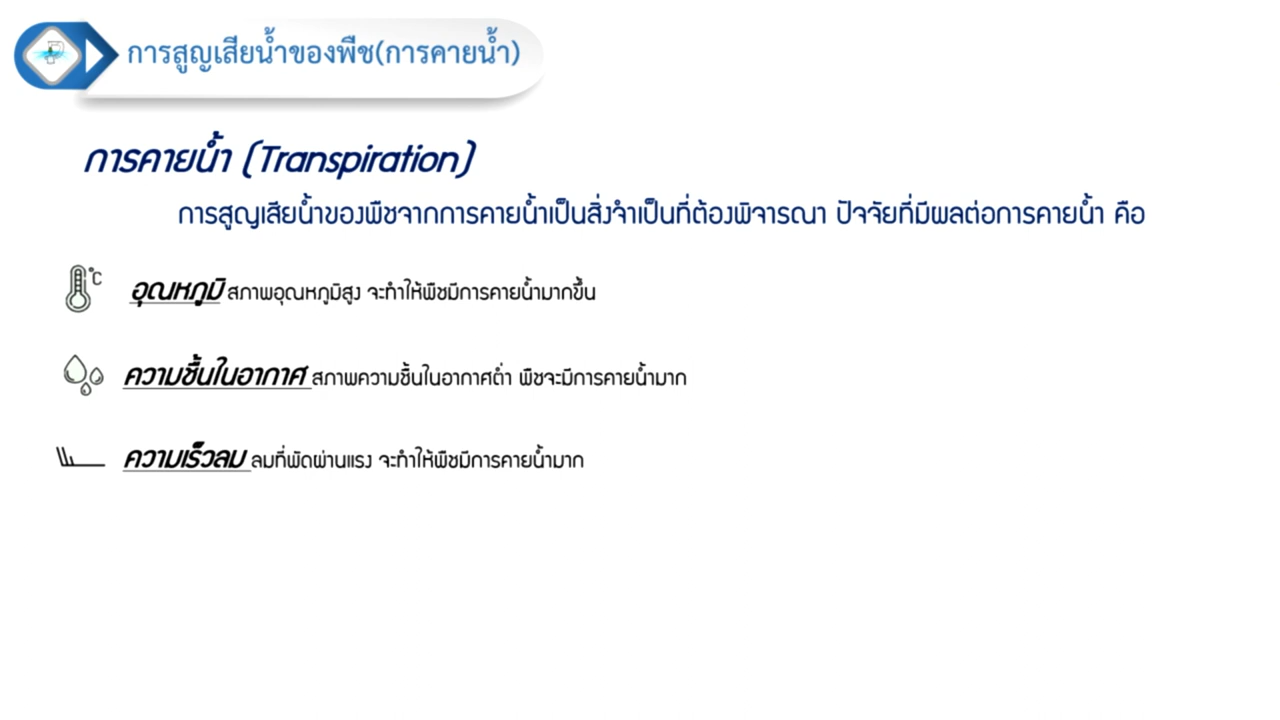 การสูญเสียน้ำของพืช(การคายน้ำ)
การคายน้ำ (Transpiration)
การสูญเสียน้ำของพืชจากการคายน้ำเป็นสิ่งจำเป็นที่ต้องพิจารณา ปัจจัยที่มีผลต่อการคายน้ำ คือ
°C
อุณหภูมิ สภาพอุณหภูมิสูง จะทำให้พืชมีการคายน้ำมากขึ้น
ความชื้นในอากาศ สภาพความชื้นในอากาศต่ำ พืชจะมีการคายน้ำมาก
ความเร็วลม ลมที่พัดผ่านแรง จะทำให้พืชมีการคายน้ำมาก